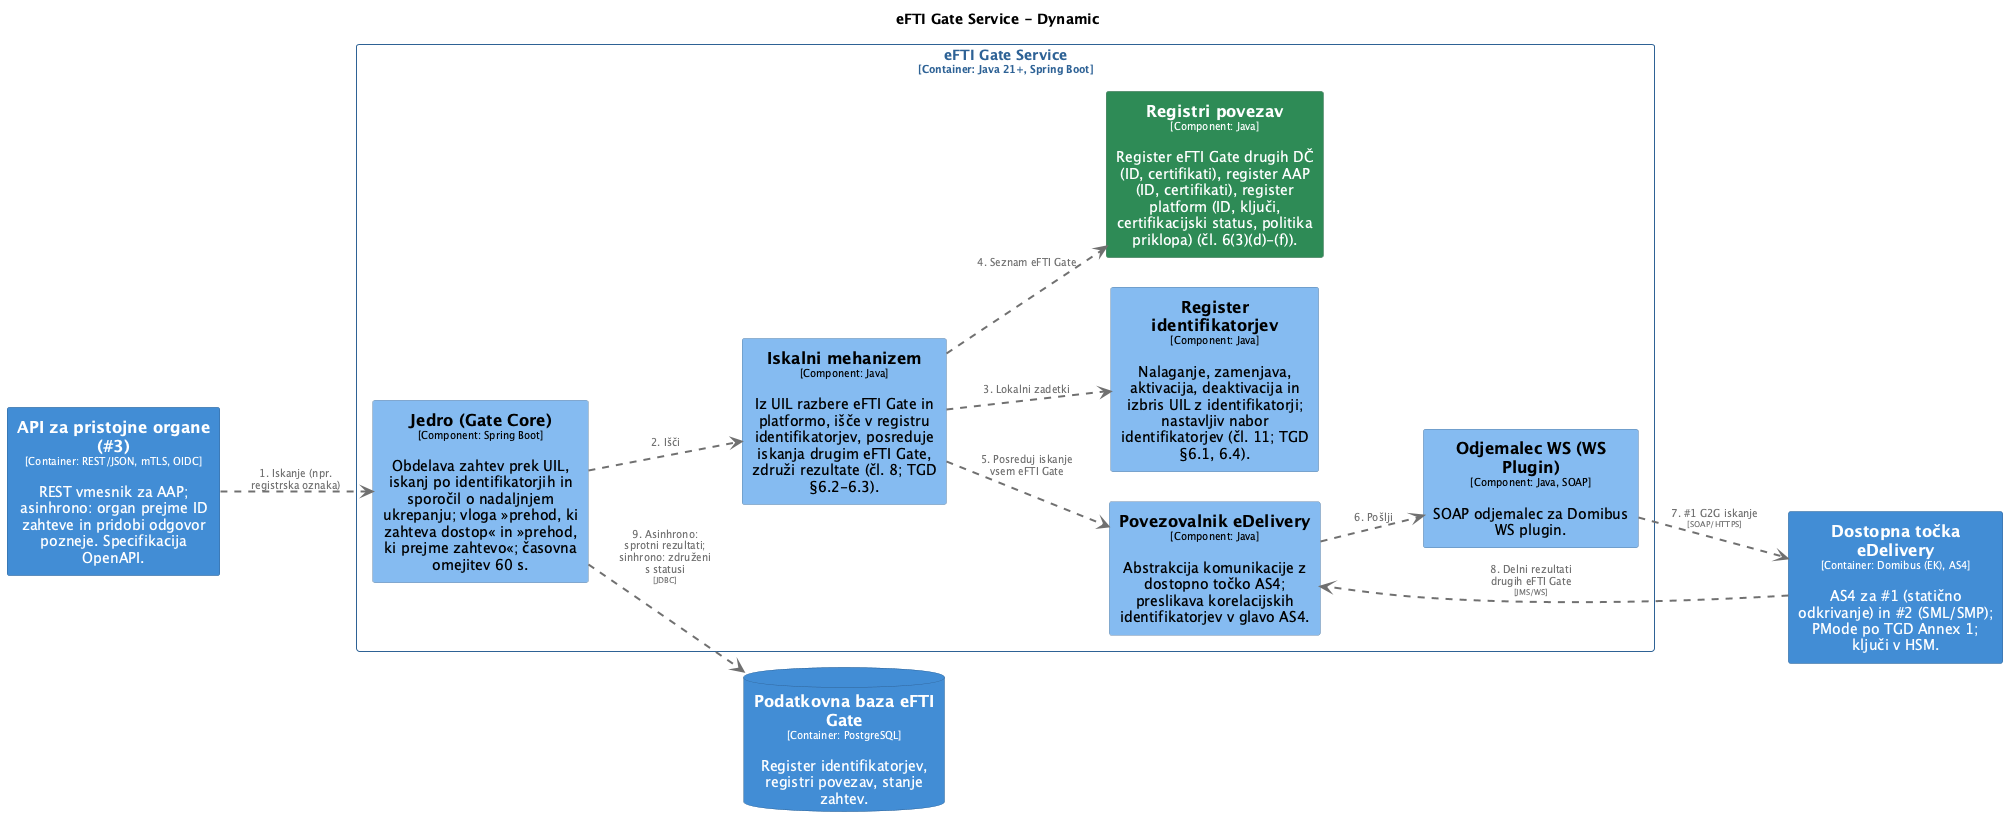 eFTI Gate Service - Dynamic
eFTI Gate Service
[Container: Java 21+, Spring Boot]
Registri povezav
[Component: Java]
Register eFTI Gate drugih DČ
(ID, certifikati), register AAP
(ID, certifikati), register
platform (ID, ključi,
certifikacijski status, politika
priklopa) (čl. 6(3)(d)–(f)).
4. Seznam eFTI Gate
Register
identifikatorjev
[Component: Java]
Nalaganje, zamenjava,
aktivacija, deaktivacija in
izbris UIL z identifikatorji;
nastavljiv nabor
identifikatorjev (čl. 11; TGD
§6.1, 6.4).
Iskalni mehanizem
[Component: Java]
Iz UIL razbere eFTI Gate in
platformo, išče v registru
identifikatorjev, posreduje
iskanja drugim eFTI Gate,
združi rezultate (čl. 8; TGD
§6.2–6.3).
3. Lokalni zadetki
API za pristojne organe
(#3)
[Container: REST/JSON, mTLS, OIDC]
REST vmesnik za AAP;
asinhrono: organ prejme ID
zahteve in pridobi odgovor
pozneje. Specifikacija
OpenAPI.
1. Iskanje (npr.
registrska oznaka)
Jedro (Gate Core)
[Component: Spring Boot]
Obdelava zahtev prek UIL,
iskanj po identifikatorjih in
sporočil o nadaljnjem
ukrepanju; vloga »prehod, ki
zahteva dostop« in »prehod,
ki prejme zahtevo«; časovna
omejitev 60 s.
2. Išči
5. Posreduj iskanje
vsem eFTI Gate
Povezovalnik eDelivery
[Component: Java]
Abstrakcija komunikacije z
dostopno točko AS4;
preslikava korelacijskih
identifikatorjev v glavo AS4.
6. Pošlji
Odjemalec WS (WS
Plugin)
[Component: Java, SOAP]
SOAP odjemalec za Domibus
WS plugin.
7. #1 G2G iskanje
[SOAP/HTTPS]
8. Delni rezultati
drugih eFTI Gate
[JMS/WS]
Dostopna točka
eDelivery
[Container: Domibus (EK), AS4]
AS4 za #1 (statično
odkrivanje) in #2 (SML/SMP);
PMode po TGD Annex 1;
ključi v HSM.
9. Asinhrono:
sprotni rezultati;
sinhrono: združeni
s statusi
[JDBC]
Podatkovna baza eFTI
Gate
[Container: PostgreSQL]
Register identifikatorjev,
registri povezav, stanje
zahtev.